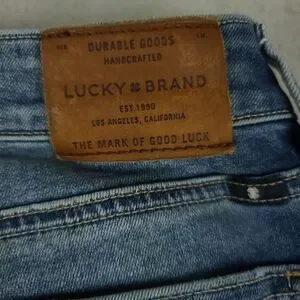 DURABLE GOODS
HANDCRAFTED
LUCKY BRAND
EST. 1990
LOS ANGELES, CALIFORNIA
THE MARK OF GOOD LUCK